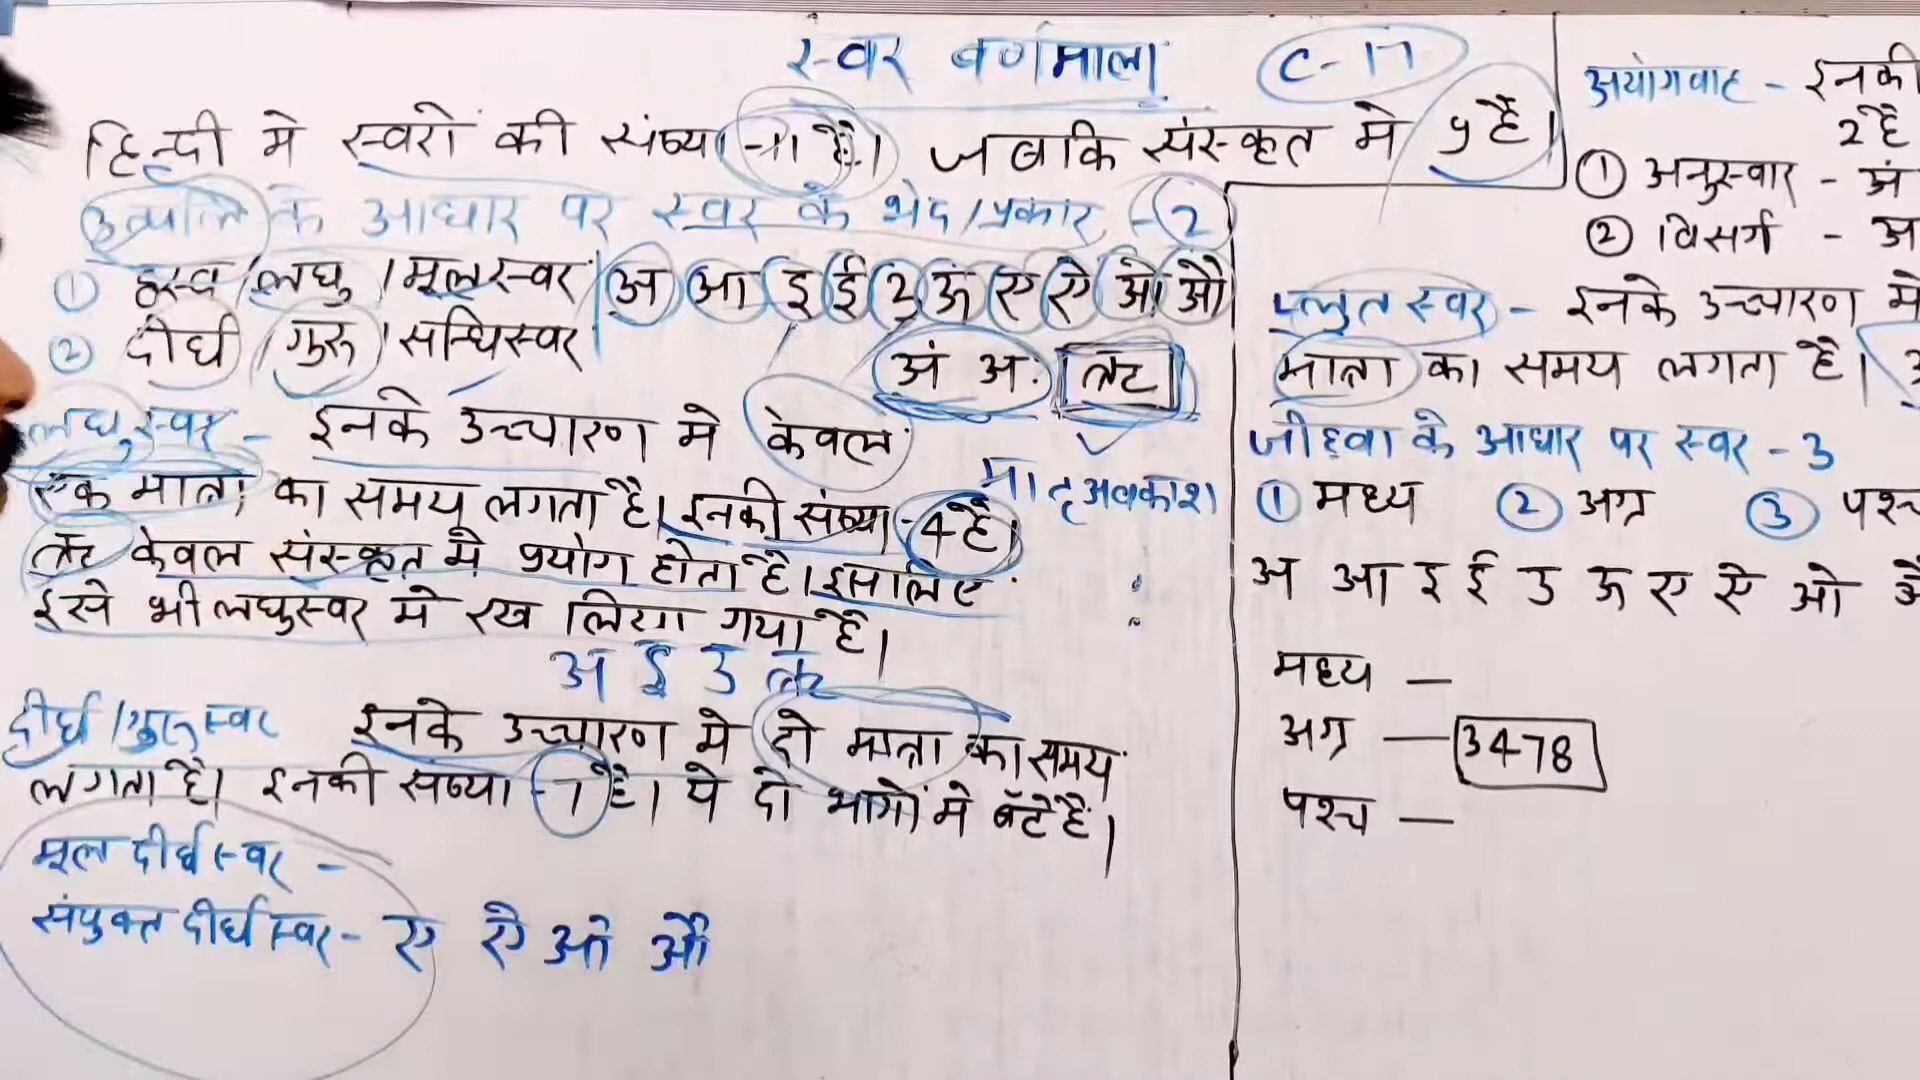 स्वर वर्णमाला C-17
हिन्दी मे स्वरों की संख्या -11 है। जबकि संस्कृत मे 9 है।
उत्पत्ति के आधार पर स्वर के भेद/प्रकार -2
① ह्रस्व/लघु/मूलस्वर अ आ इ ई उ ऊ ए ऐ ओ औ
② दीर्घ/गुरू/सन्धिस्वर
अं अः ऋ
लघुस्वर - इनके उच्चारण मे केवल
एक मात्रा का समय लगता है। इनकी संख्या -4 है।
ऋ केवल संस्कृत मे प्रयोग होता है। इसलिए
इसे भी लघुस्वर मे रख लिया गया है।
अ इ उ ऋ
मातृ अवकाश
दीर्घ/गुरूस्वर इनके उच्चारण मे दो मात्रा का समय
लगता है। इनकी संख्या -7 है। ये दो भागों मे बँटे हैं।
मूल दीर्घ स्वर -
संयुक्त दीर्घ स्वर - ए ऐ ओ औ
अयोगवाह - इनकी
2 है
① अनुस्वार - अं
② विसर्ग - अ
प्लुत स्वर - इनके उच्चारण मे
मात्रा का समय लगता है।
जीह्वा के आधार पर स्वर - 3
① मध्य ② अग्र ③ पश्च
अ आ इ ई उ ऊ ए ऐ ओ औ
मध्य —
अग्र — 3478
पश्च —